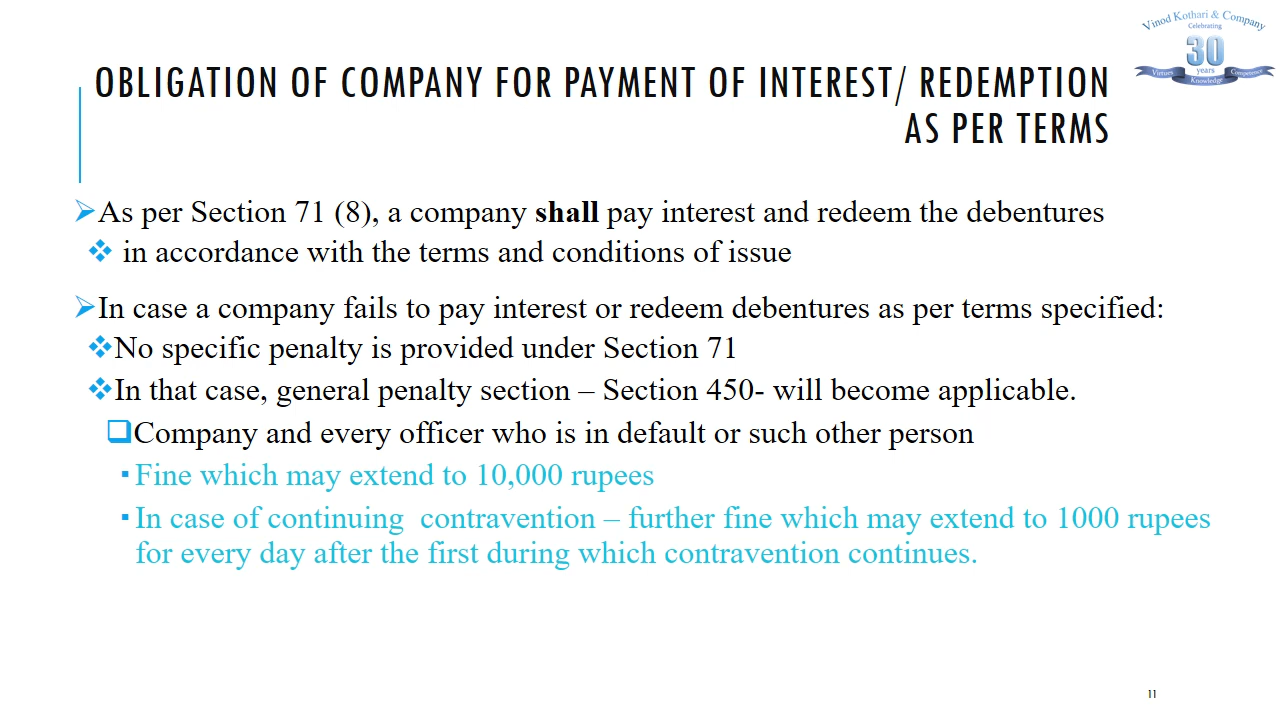 Vinod Kothari & Company
Celebrating
30
years
Virtues Knowledge Competence
OBLIGATION OF COMPANY FOR PAYMENT OF INTEREST/ REDEMPTION
AS PER TERMS
As per Section 71 (8), a company shall pay interest and redeem the debentures
in accordance with the terms and conditions of issue
In case a company fails to pay interest or redeem debentures as per terms specified:
No specific penalty is provided under Section 71
In that case, general penalty section – Section 450- will become applicable.
Company and every officer who is in default or such other person
Fine which may extend to 10,000 rupees
In case of continuing contravention – further fine which may extend to 1000 rupees
for every day after the first during which contravention continues.
11